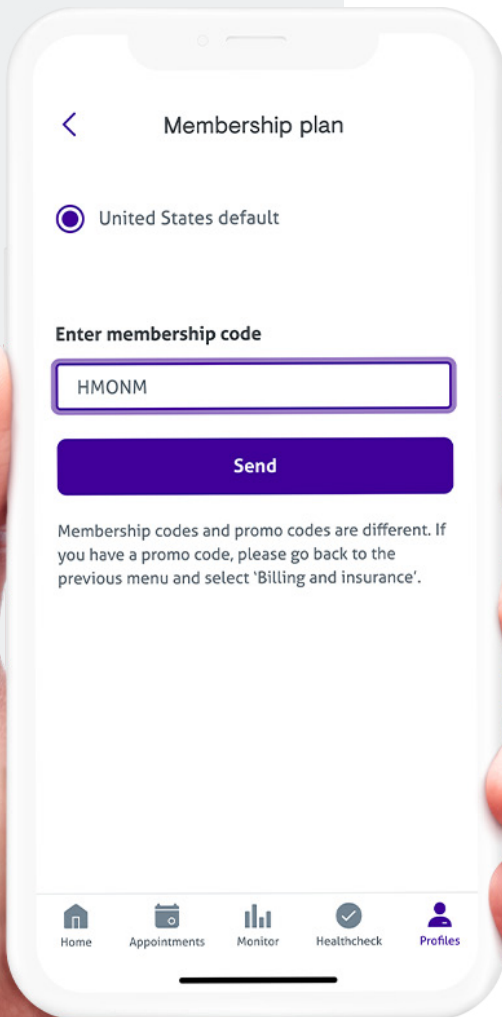 Membership plan
United States default
Enter membership code
HMONM
Send
Membership codes and promo codes are different. If
you have a promo code, please go back to the
previous menu and select ‘Billing and insurance’.
Home Appointments Monitor Healthcheck Profiles